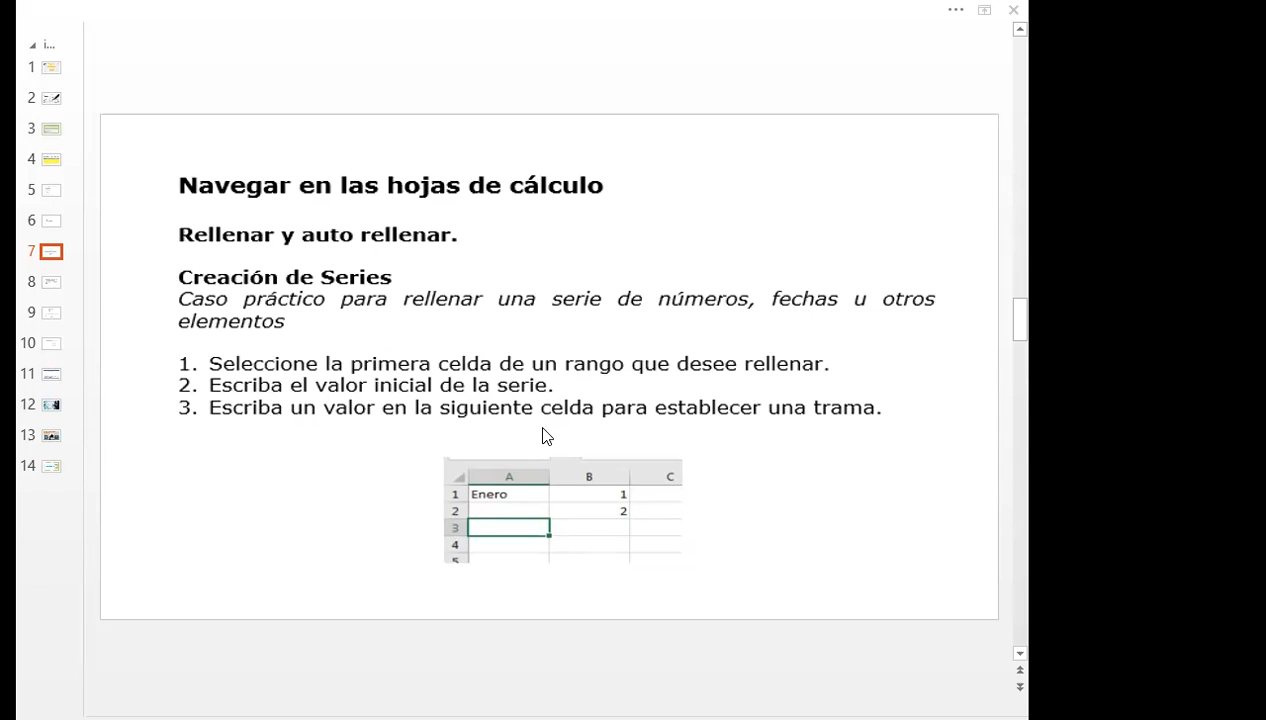 i...
1
2
3
4
5
6
7
8
9
10
11
12
13
14
Navegar en las hojas de cálculo
Rellenar y auto rellenar.
Creación de Series
Caso práctico para rellenar una serie de números, fechas u otros
elementos
1. Seleccione la primera celda de un rango que desee rellenar.
2. Escriba el valor inicial de la serie.
3. Escriba un valor en la siguiente celda para establecer una trama.
A B C
1 Enero 1
2 2
3
4
5